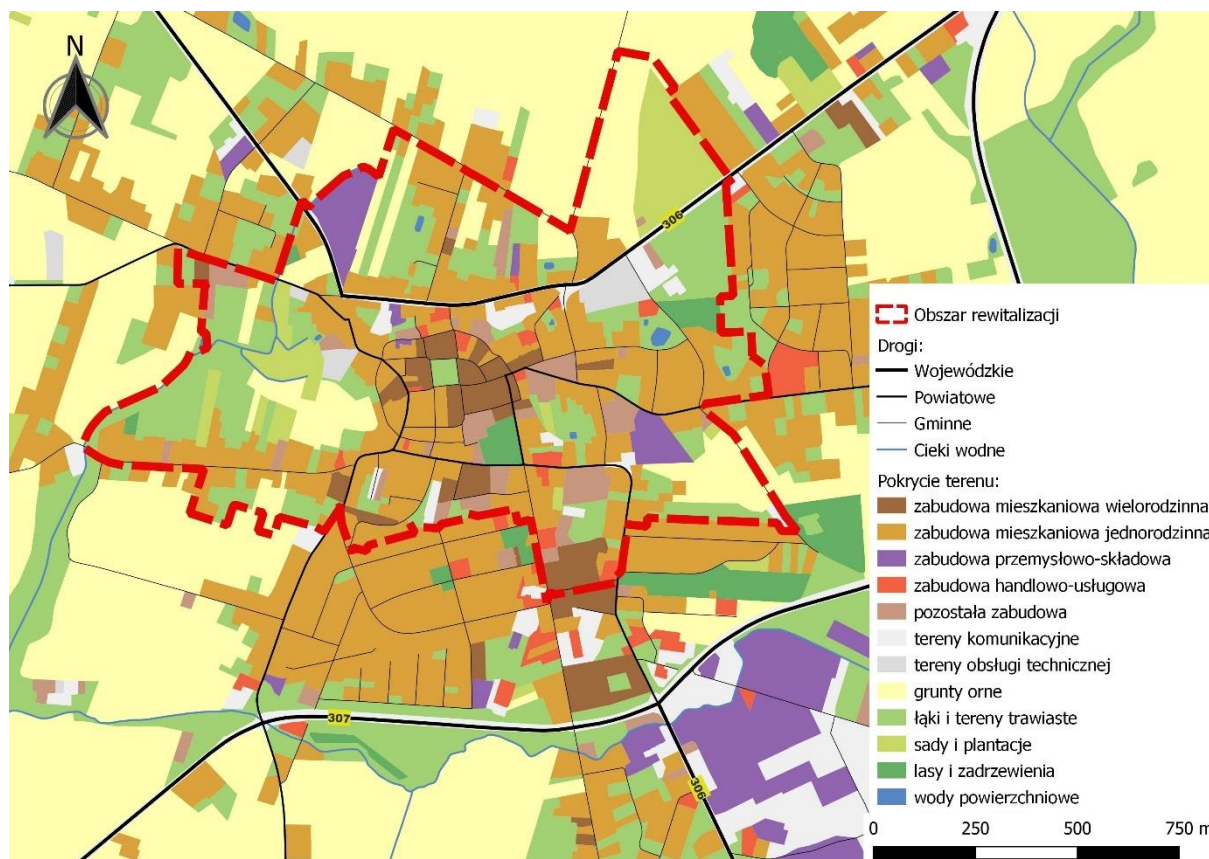 N
306
Obszar rewitalizacji
Drogi:
Wojewódzkie
Powiatowe
Gminne
Cieki wodne
Pokrycie terenu:
zabudowa mieszkaniowa wielorodzinna
zabudowa mieszkaniowa jednorodzinna
zabudowa przemysłowo-składowa
zabudowa handlowo-usługowa
pozostała zabudowa
tereny komunikacyjne
tereny obsługi technicznej
grunty orne
łąki i tereny trawiaste
sady i plantacje
lasy i zadrzewienia
wody powierzchniowe
307
306
0 250 500 750 m